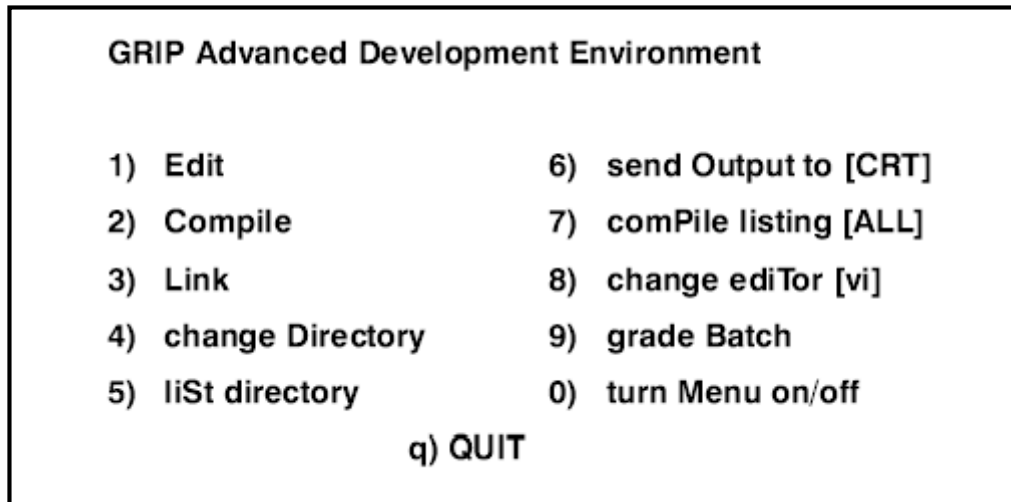 GRIP Advanced Development Environment
1) Edit 6) send Output to [CRT]
2) Compile 7) comPile listing [ALL]
3) Link 8) change ediTor [vi]
4) change Directory 9) grade Batch
5) liSt directory 0) turn Menu on/off
q) QUIT